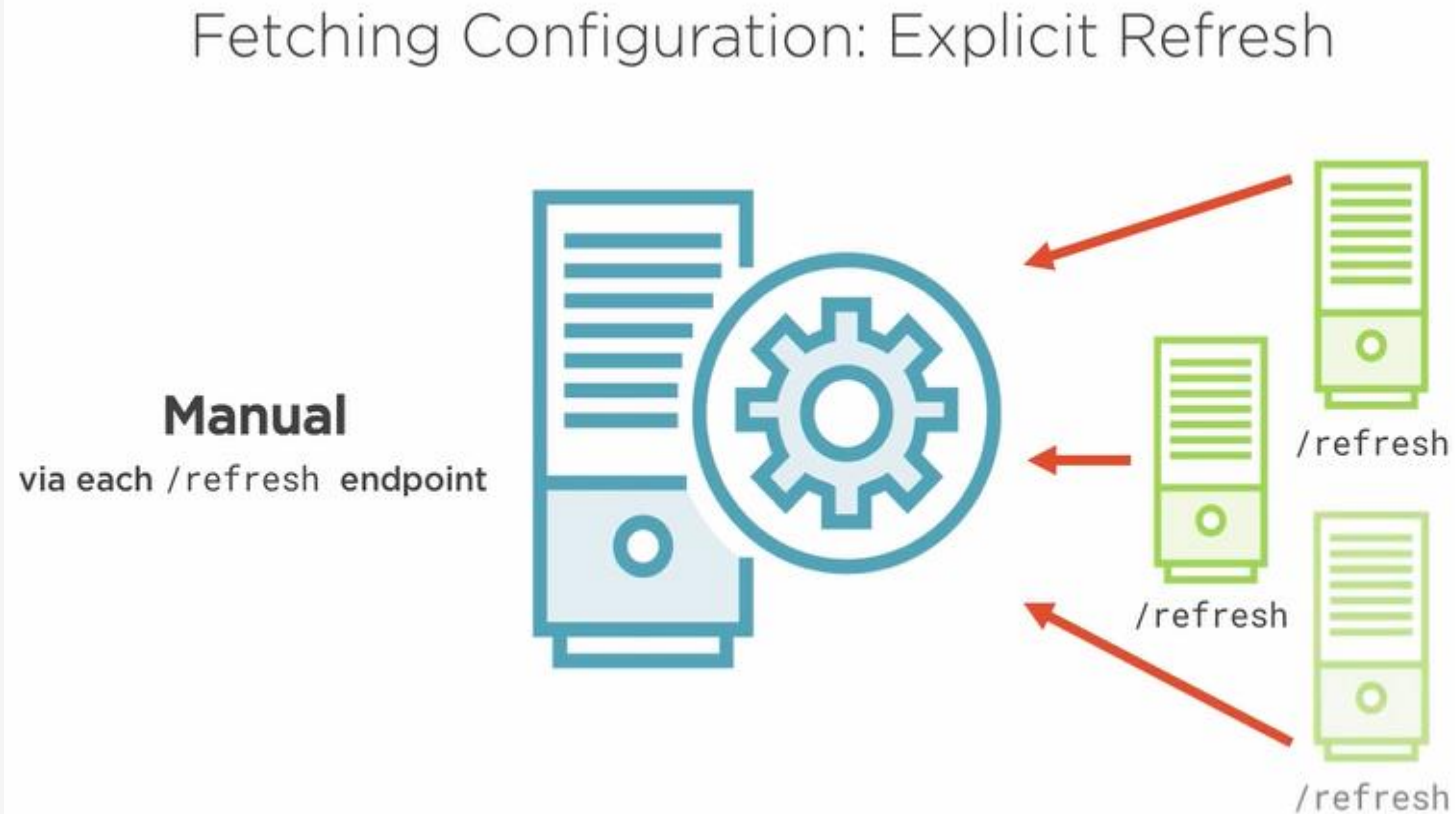 Fetching Configuration: Explicit Refresh
Manual
via each /refresh endpoint
/refresh
/refresh
/refresh